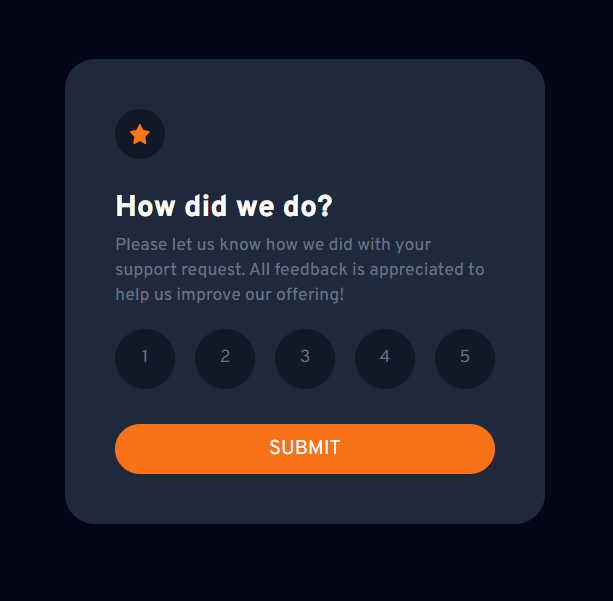 How did we do?
Please let us know how we did with your
support request. All feedback is appreciated to
help us improve our offering!
1 2 3 4 5
SUBMIT